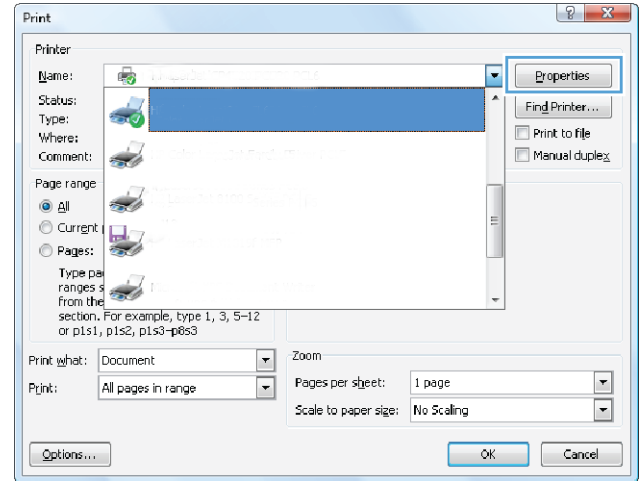 Print
Printer
Name:
Properties
Status:
Find Printer...
Type:
Print to file
Where:
Comment:
Manual duplex
Page range
All
Current
Pages:
Type pa
ranges s
from the
section. For example, type 1, 3, 5–12
or p1s1, p1s2, p1s3–p8s3
Print what: Document
Print: All pages in range
Zoom
Pages per sheet: 1 page
Scale to paper size: No Scaling
Options...
OK
Cancel